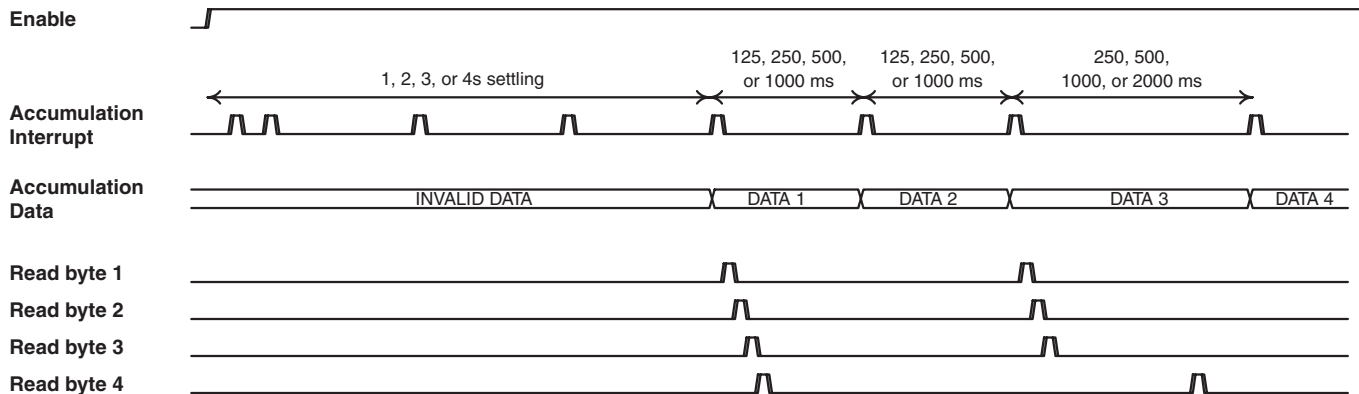 Enable
125, 250, 500,
or 1000 ms
125, 250, 500,
or 1000 ms
250, 500,
1000, or 2000 ms
1, 2, 3, or 4s settling
Accumulation
Interrupt
Accumulation
Data
INVALID DATA
DATA 1
DATA 2
DATA 3
DATA 4
Read byte 1
Read byte 2
Read byte 3
Read byte 4